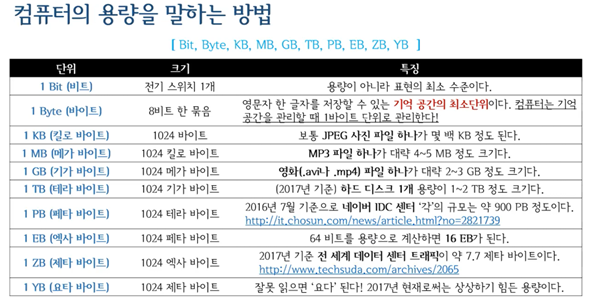 컴퓨터의 용량을 말하는 방법
[ Bit, Byte, KB, MB, GB, TB, PB, EB, ZB, YB ]
단위 크기 특징
1 Bit (비트) 전기 스위치 1개 용량이 아니라 표현의 최소 수준이다.
1 Byte (바이트) 8비트 한 묶음 영문자 한 글자를 저장할 수 있는 기억 공간의 최소단위이다. 컴퓨터는 기억
공간을 관리할 때 1바이트 단위로 관리한다!
1 KB (킬로 바이트) 1024 바이트 보통 JPEG 사진 파일 하나가 몇 백 KB 정도 된다.
1 MB (메가 바이트) 1024 킬로 바이트 MP3 파일 하나가 대략 4~5 MB 정도 크기다.
1 GB (기가 바이트) 1024 메가 바이트 영화(.avi나 .mp4) 파일 하나가 대략 2~3 GB 정도 크기다.
1 TB (테라 바이트) 1024 기가 바이트 (2017년 기준) 하드 디스크 1개 용량이 1~2 TB 정도 크기다.
1 PB (페타 바이트) 1024 테라 바이트 2016년 7월 기준으로 네이버 IDC 센터 '각'의 규모는 약 900 PB 정도이다.
http://it.chosun.com/news/article.html?no=2821739
1 EB (엑사 바이트) 1024 페타 바이트 64 비트를 용량으로 계산하면 16 EB가 된다.
1 ZB (제타 바이트) 1024 엑사 바이트 2017년 기준 전 세계 데이터 센터 트래픽이 약 7.7 제타 바이트이다.
http://www.techsuda.com/archives/2065
1 YB (요타 바이트) 1024 제타 바이트 잘못 읽으면 '요다' 된다! 2017년 현재로써는 상상하기 힘든 용량이다.